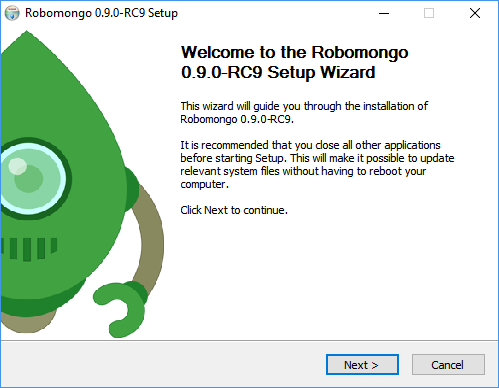 Robomongo 0.9.0-RC9 Setup
Welcome to the Robomongo
0.9.0-RC9 Setup Wizard
This wizard will guide you through the installation of
Robomongo 0.9.0-RC9.
It is recommended that you close all other applications
before starting Setup. This will make it possible to update
relevant system files without having to reboot your
computer.
Click Next to continue.
Next >
Cancel